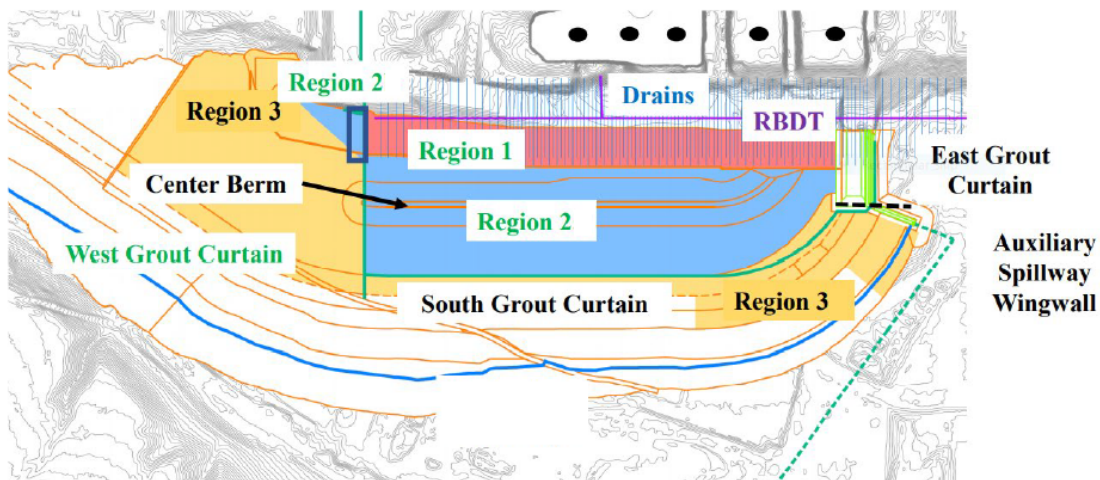 Region 2
Drains
Region 3
RBDT
Region 1
East Grout
Curtain
Center Berm
Region 2
West Grout Curtain
Auxiliary
Spillway
Wingwall
South Grout Curtain
Region 3